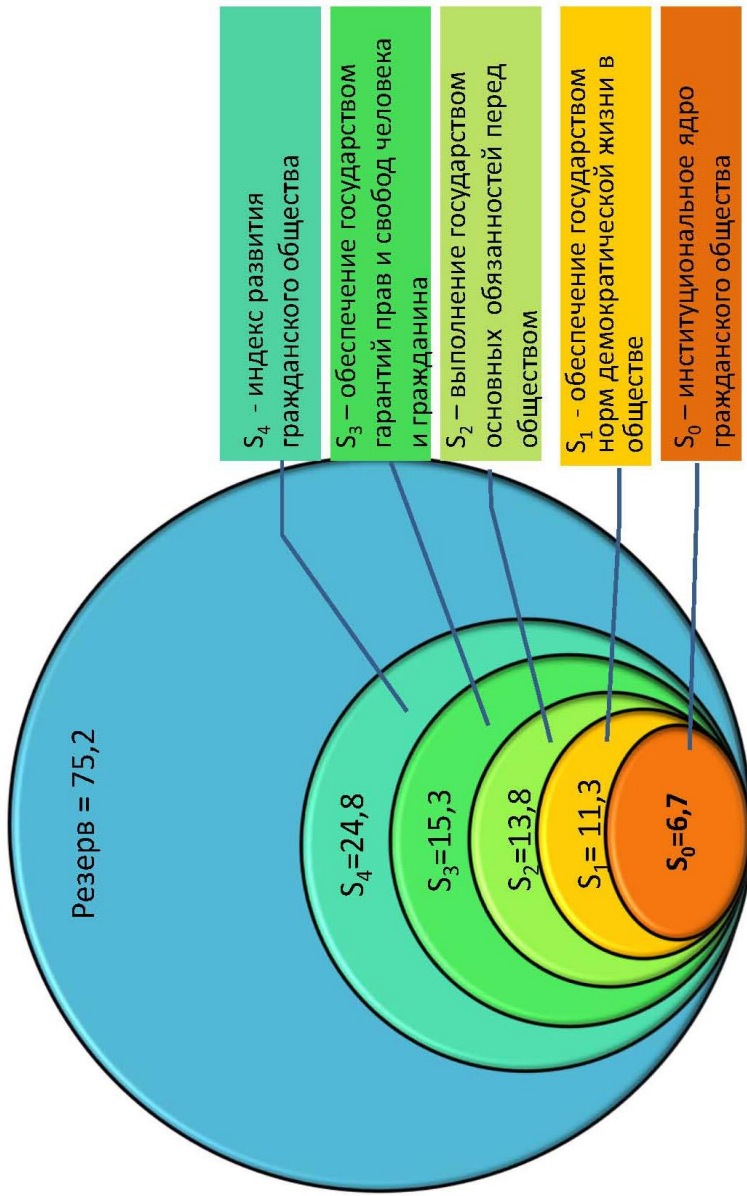 Резерв = 75,2
S₄=24,8
S₃=15,3
S₂=13,8
S₁= 11,3
S₀=6,7
S₄ - индекс развития
гражданского общества
S₃ – обеспечение государством
гарантий прав и свобод человека
и гражданина
S₂ – выполнение государством
основных обязанностей перед
обществом
S₁ - обеспечение государством
норм демократической жизни в
обществе
S₀ – институциональное ядро
гражданского общества